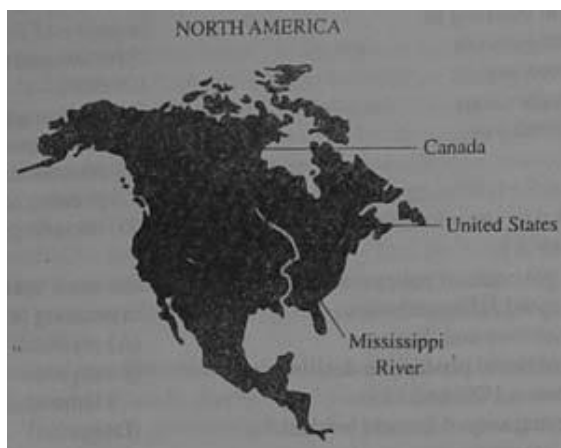 NORTH AMERICA
Canada
United States
Mississippi
River